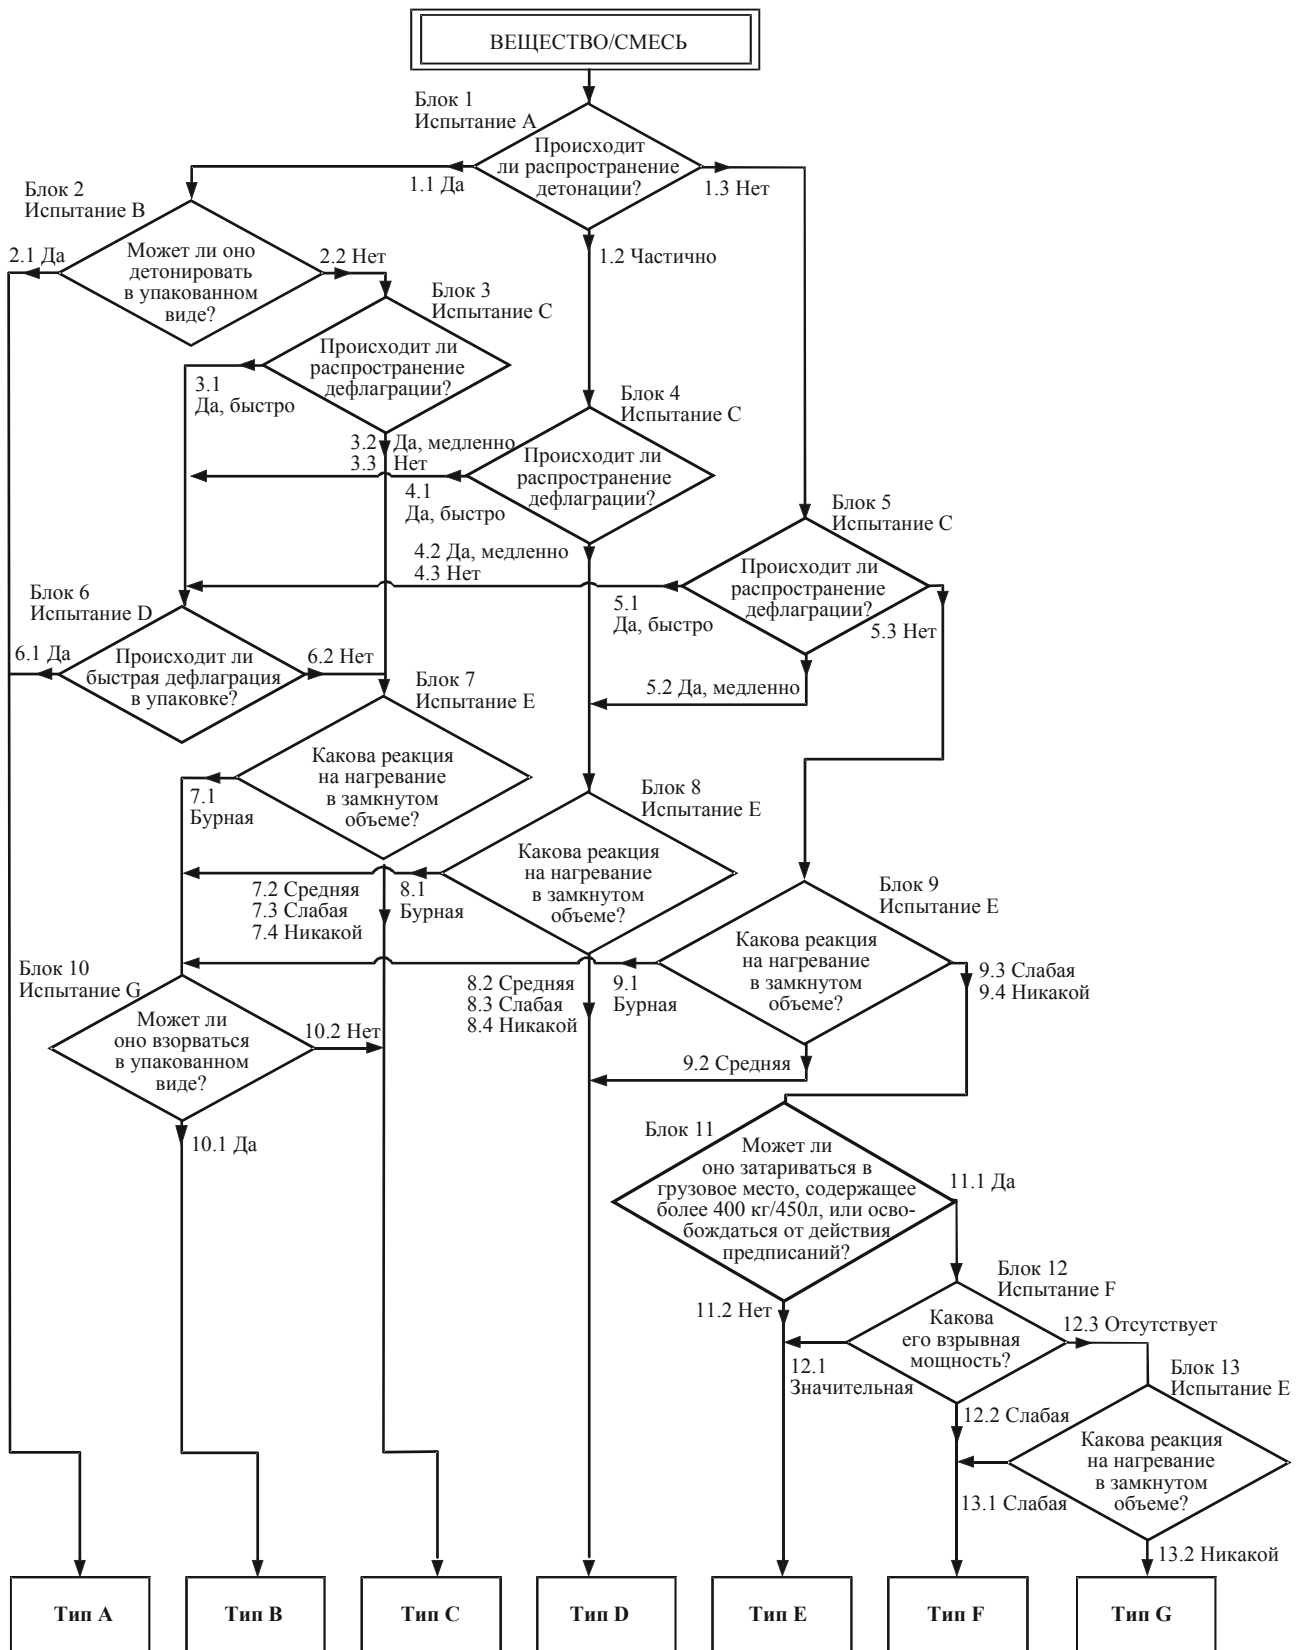 ВЕЩЕСТВО/СМЕСЬ
Блок 1
Испытание A
Происходит
ли распространение
детонации?
1.1 Да
1.3 Нет
1.2 Частично
Блок 2
Испытание B
2.1 Да
Может ли оно
детонировать
в упакованном
виде?
2.2 Нет
Блок 3
Испытание C
Происходит ли
распространение
дефлаграции?
3.1
Да, быстро
3.2 Да, медленно
3.3 Нет
Блок 4
Испытание C
Происходит ли
распространение
дефлаграции?
4.1
Да, быстро
4.2 Да, медленно
4.3 Нет
Блок 5
Испытание C
Происходит ли
распространение
дефлаграции?
5.1
Да, быстро
5.3 Нет
5.2 Да, медленно
Блок 6
Испытание D
6.1 Да
Происходит ли
быстрая дефлаграция
в упаковке?
6.2 Нет
Блок 7
Испытание E
Какова реакция
на нагревание
в замкнутом
объеме?
7.1
Бурная
7.2 Средняя
7.3 Слабая
7.4 Никакой
Блок 8
Испытание E
Какова реакция
на нагревание
в замкнутом
объеме?
8.1
Бурная
8.2 Средняя
8.3 Слабая
8.4 Никакой
Блок 9
Испытание E
Какова реакция
на нагревание
в замкнутом
объеме?
9.1
Бурная
9.3 Слабая
9.4 Никакой
9.2 Средняя
Блок 10
Испытание G
Может ли
оно взорваться
в упакованном
виде?
10.2 Нет
10.1 Да
Блок 11
Может ли
оно затариваться в
грузовое место, содержащее
более 400 кг/450л, или осво-
бождаться от действия
предписаний?
11.1 Да
11.2 Нет
Блок 12
Испытание F
Какова
его взрывная
мощность?
12.3 Отсутствует
12.1
Значительная
12.2 Слабая
Блок 13
Испытание E
Какова реакция
на нагревание
в замкнутом
объеме?
13.1 Слабая
13.2 Никакой
Тип A
Тип B
Тип C
Тип D
Тип E
Тип F
Тип G